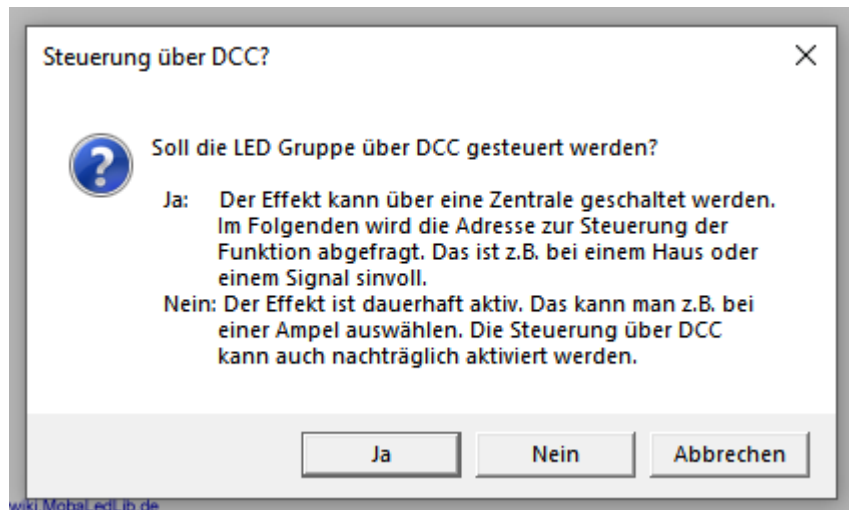 Steuerung über DCC?
Soll die LED Gruppe über DCC gesteuert werden?
Ja: Der Effekt kann über eine Zentrale geschaltet werden.
Im Folgenden wird die Adresse zur Steuerung der
Funktion abgefragt. Das ist z.B. bei einem Haus oder
einem Signal sinvoll.
Nein: Der Effekt ist dauerhaft aktiv. Das kann man z.B. bei
einer Ampel auswählen. Die Steuerung über DCC
kann auch nachträglich aktiviert werden.
Ja Nein Abbrechen
wiki.MobaLedLib.de